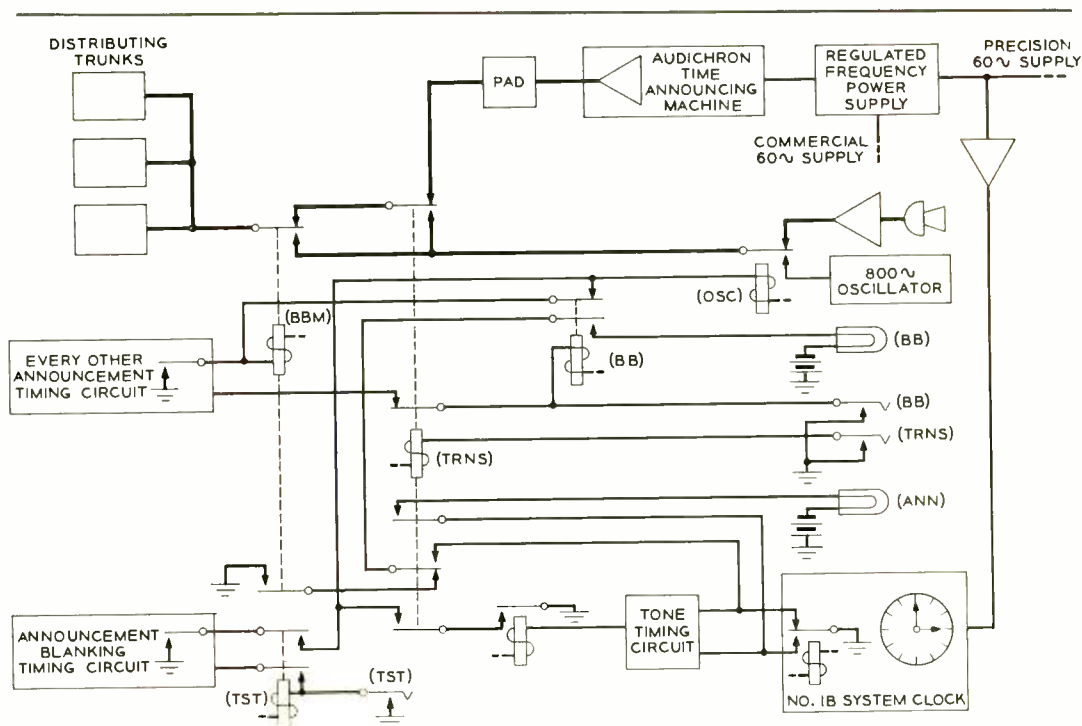 DISTRIBUTING
TRUNKS
PAD
AUDICHRON
TIME
ANNOUNCING
MACHINE
REGULATED
FREQUENCY
POWER
SUPPLY
PRECISION
60~ SUPPLY
COMMERCIAL
60~ SUPPLY
800~
OSCILLATOR
(OSC)
(BBM)
(BB)
(BB)
EVERY OTHER
ANNOUNCEMENT
TIMING CIRCUIT
(BB)
(TRNS)
(TRNS)
(ANN)
ANNOUNCEMENT
BLANKING
TIMING CIRCUIT
(TST)
(TST)
TONE
TIMING
CIRCUIT
NO. 1B SYSTEM CLOCK